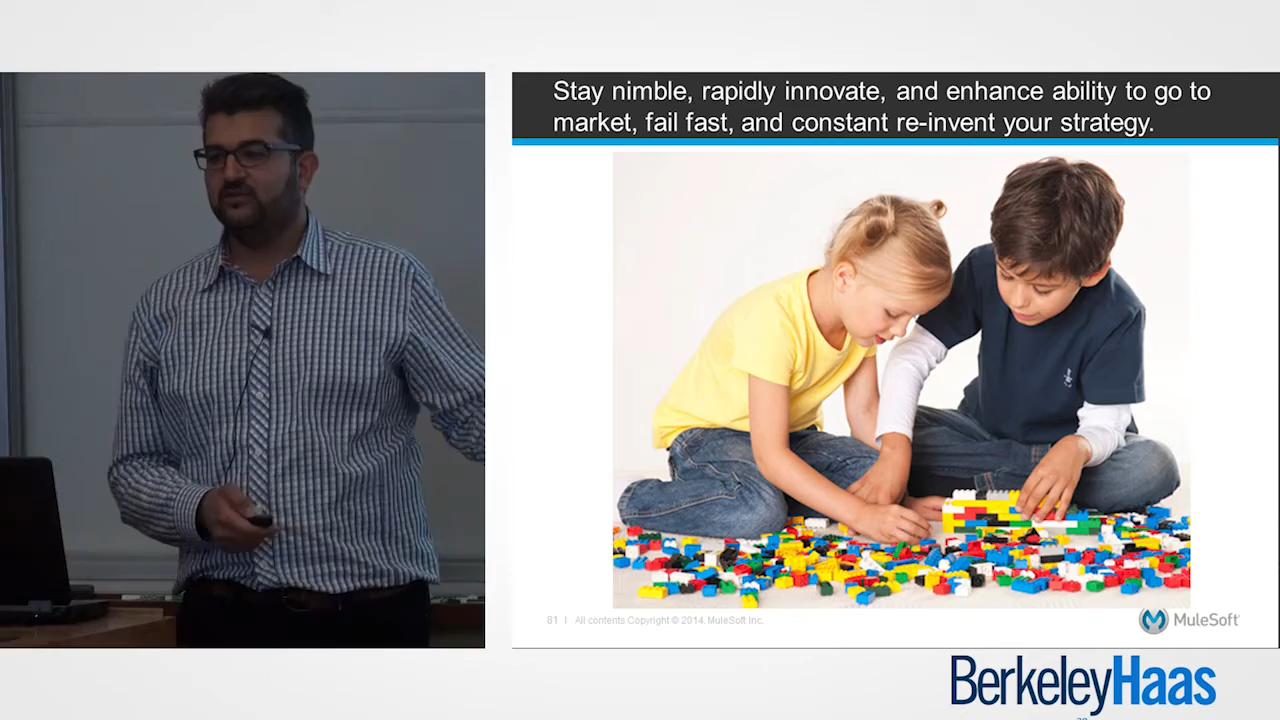 Stay nimble, rapidly innovate, and enhance ability to go to
market, fail fast, and constant re-invent your strategy.
81 | All contents Copyright © 2014. MuleSoft Inc.
MuleSoft
BerkeleyHaas